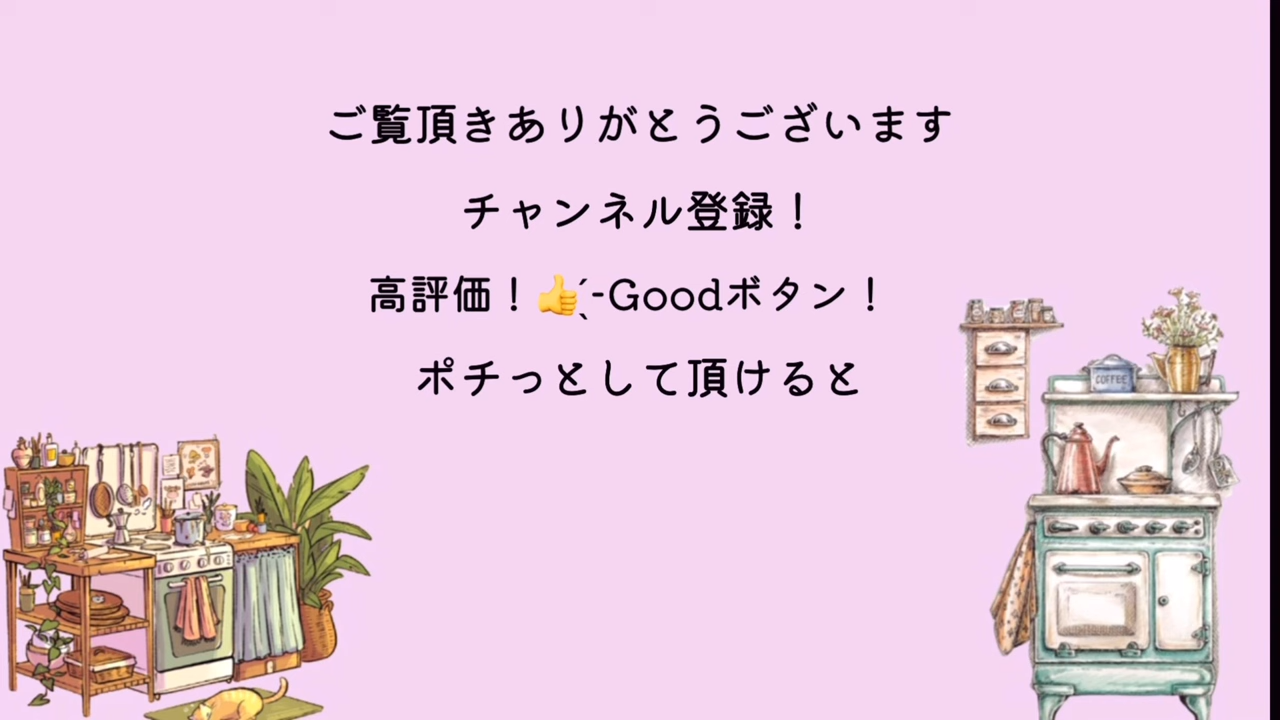 ご覧頂きありがとうございます
チャンネル登録！
高評価！👍 ̖́-Goodボタン！
ポチっとして頂けると
COFFEE